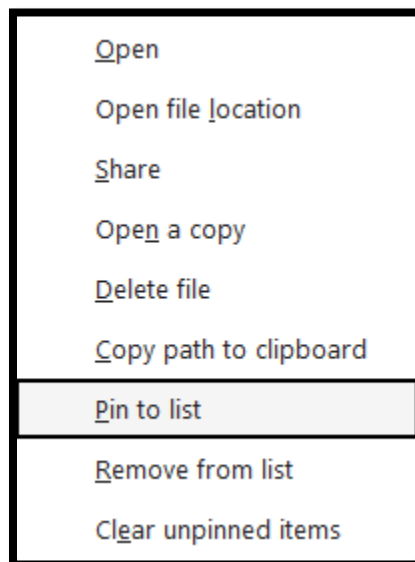 Open
Open file location
Share
Open a copy
Delete file
Copy path to clipboard
Pin to list
Remove from list
Clear unpinned items